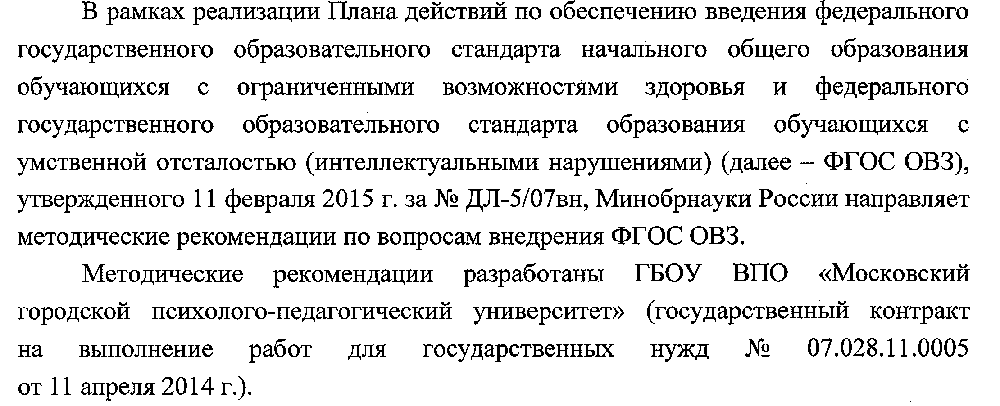 В рамках реализации Плана действий по обеспечению введения федерального
государственного образовательного стандарта начального общего образования
обучающихся с ограниченными возможностями здоровья и федерального
государственного образовательного стандарта образования обучающихся с
умственной отсталостью (интеллектуальными нарушениями) (далее – ФГОС ОВЗ),
утвержденного 11 февраля 2015 г. за № ДЛ-5/07вн, Минобрнауки России направляет
методические рекомендации по вопросам внедрения ФГОС ОВЗ.
Методические рекомендации разработаны ГБОУ ВПО «Московский
городской психолого-педагогический университет» (государственный контракт
на выполнение работ для государственных нужд № 07.028.11.0005
от 11 апреля 2014 г.).